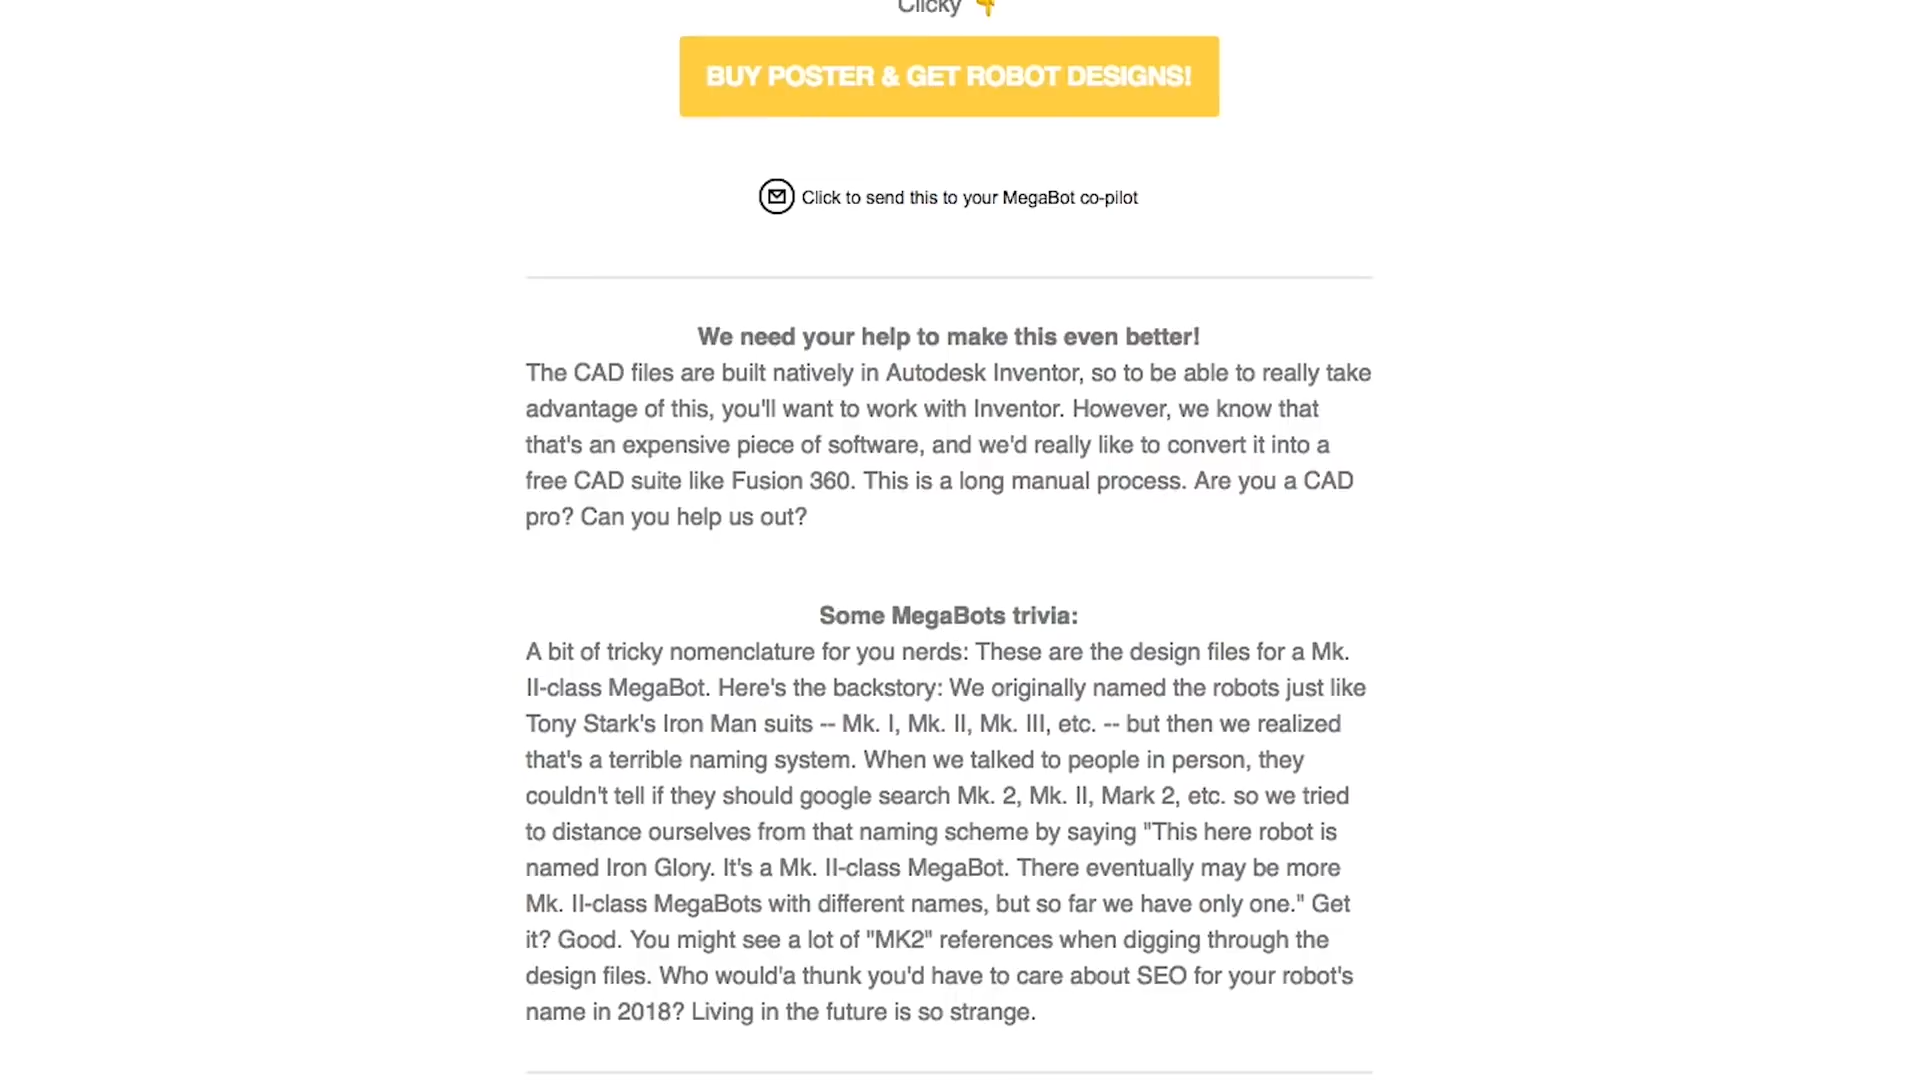 Clicky 👇
BUY POSTER & GET ROBOT DESIGNS!
Click to send this to your MegaBot co-pilot
We need your help to make this even better!
The CAD files are built natively in Autodesk Inventor, so to be able to really take
advantage of this, you'll want to work with Inventor. However, we know that
that's an expensive piece of software, and we'd really like to convert it into a
free CAD suite like Fusion 360. This is a long manual process. Are you a CAD
pro? Can you help us out?
Some MegaBots trivia:
A bit of tricky nomenclature for you nerds: These are the design files for a Mk.
II-class MegaBot. Here's the backstory: We originally named the robots just like
Tony Stark's Iron Man suits -- Mk. I, Mk. II, Mk. III, etc. -- but then we realized
that's a terrible naming system. When we talked to people in person, they
couldn't tell if they should google search Mk. 2, Mk. II, Mark 2, etc. so we tried
to distance ourselves from that naming scheme by saying "This here robot is
named Iron Glory. It's a Mk. II-class MegaBot. There eventually may be more
Mk. II-class MegaBots with different names, but so far we have only one." Get
it? Good. You might see a lot of "MK2" references when digging through the
design files. Who would'a thunk you'd have to care about SEO for your robot's
name in 2018? Living in the future is so strange.